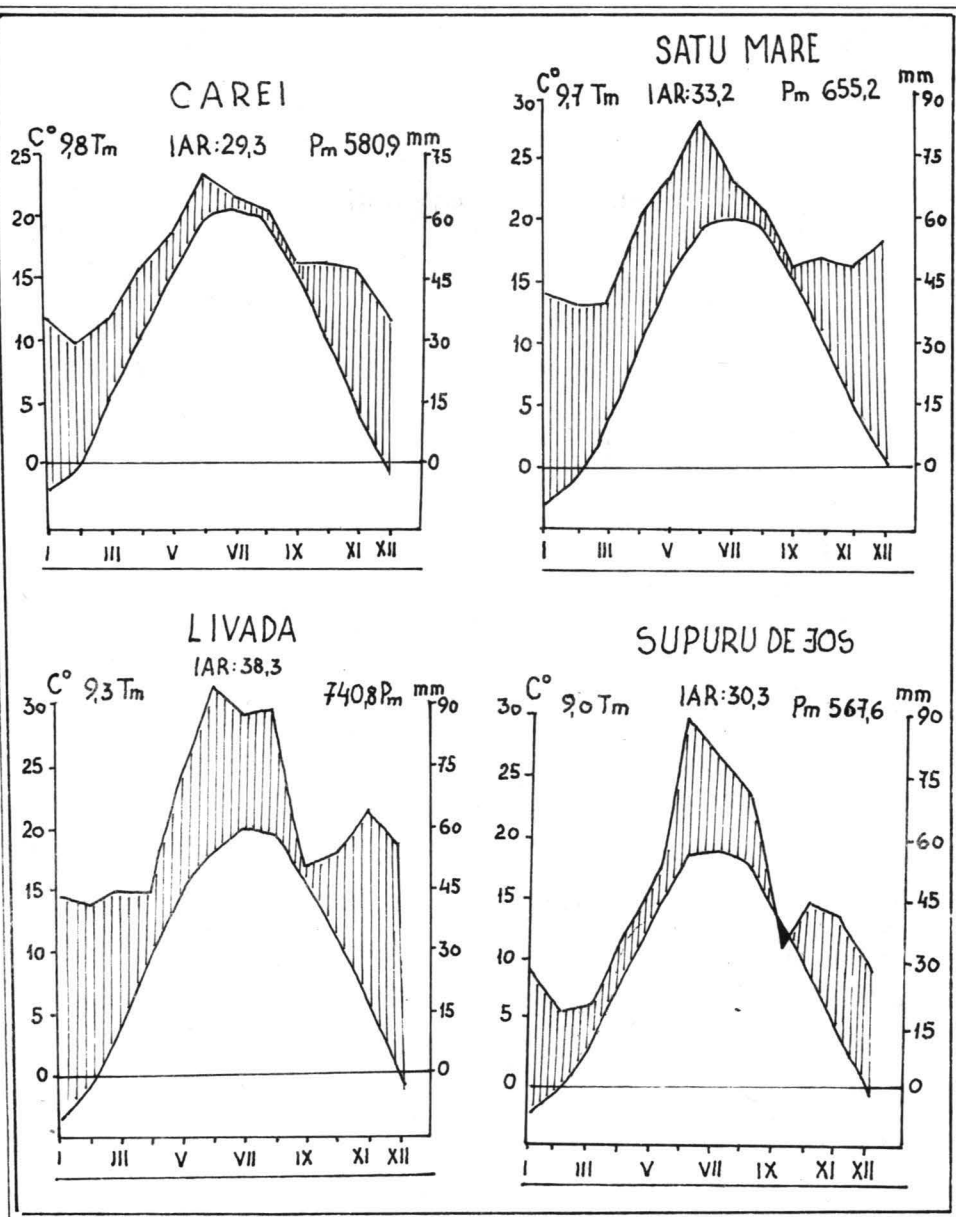 CAREI
C° 9,8 Tm IAR:29,3 Pm 580,9 mm
25 75
20 60
15 45
10 30
5 15
0 0
I III V VII IX XI XII
SATU MARE
C° 9,7 Tm IAR:33,2 Pm 655,2 mm
30 90
25 75
20 60
15 45
10 30
5 15
0 0
I III V VII IX XI XII
LIVADA
IAR:38,3
C° 9,3 Tm 740,8 Pm mm
30 90
25 75
20 60
15 45
10 30
5 15
0 0
I III V VII IX XI XII
SUPURU DE JOS
C° 9,0 Tm IAR:30,3 Pm 567,6 mm
30 90
25 75
20 60
15 45
10 30
5 15
0 0
I III V VII IX XI XII